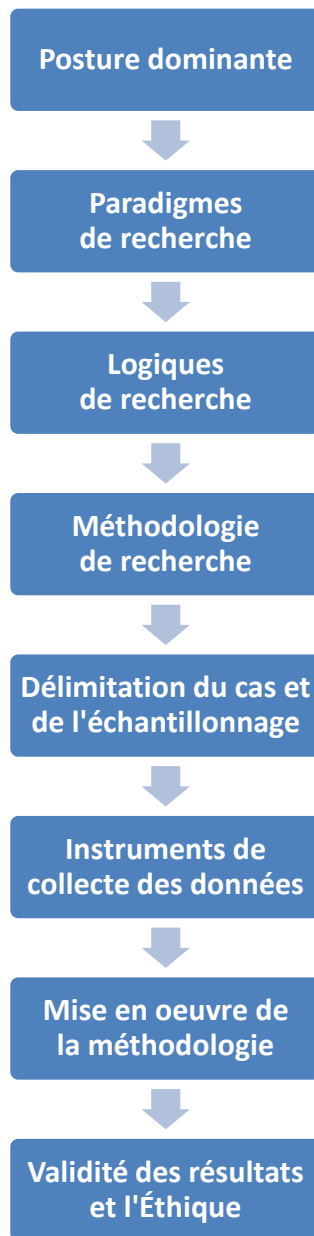 Posture dominante
Paradigmes
de recherche
Logiques
de recherche
Méthodologie
de recherche
Délimitation du cas et
de l'échantillonnage
Instruments de
collecte des données
Mise en oeuvre de
la méthodologie
Validité des résultats
et l'Éthique